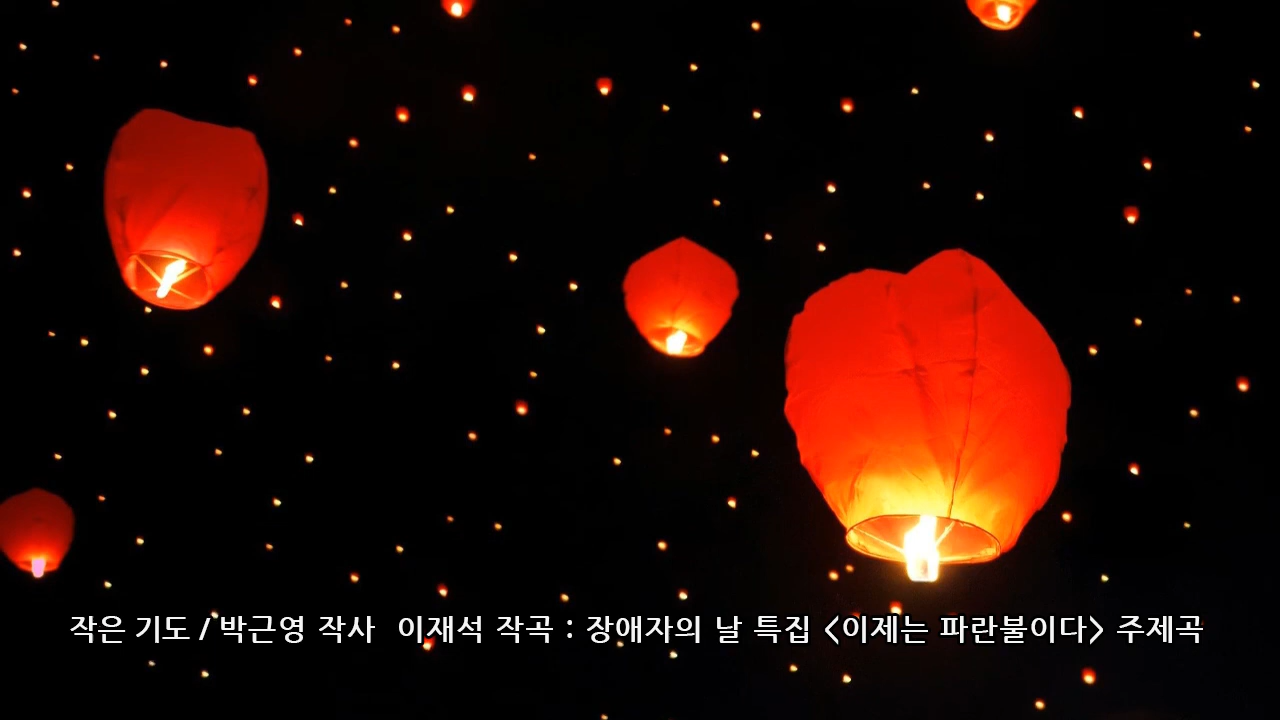 작은 기도 / 박근영 작사  이재석 작곡 : 장애자의 날 특집 <이제는 파란불이다> 주제곡